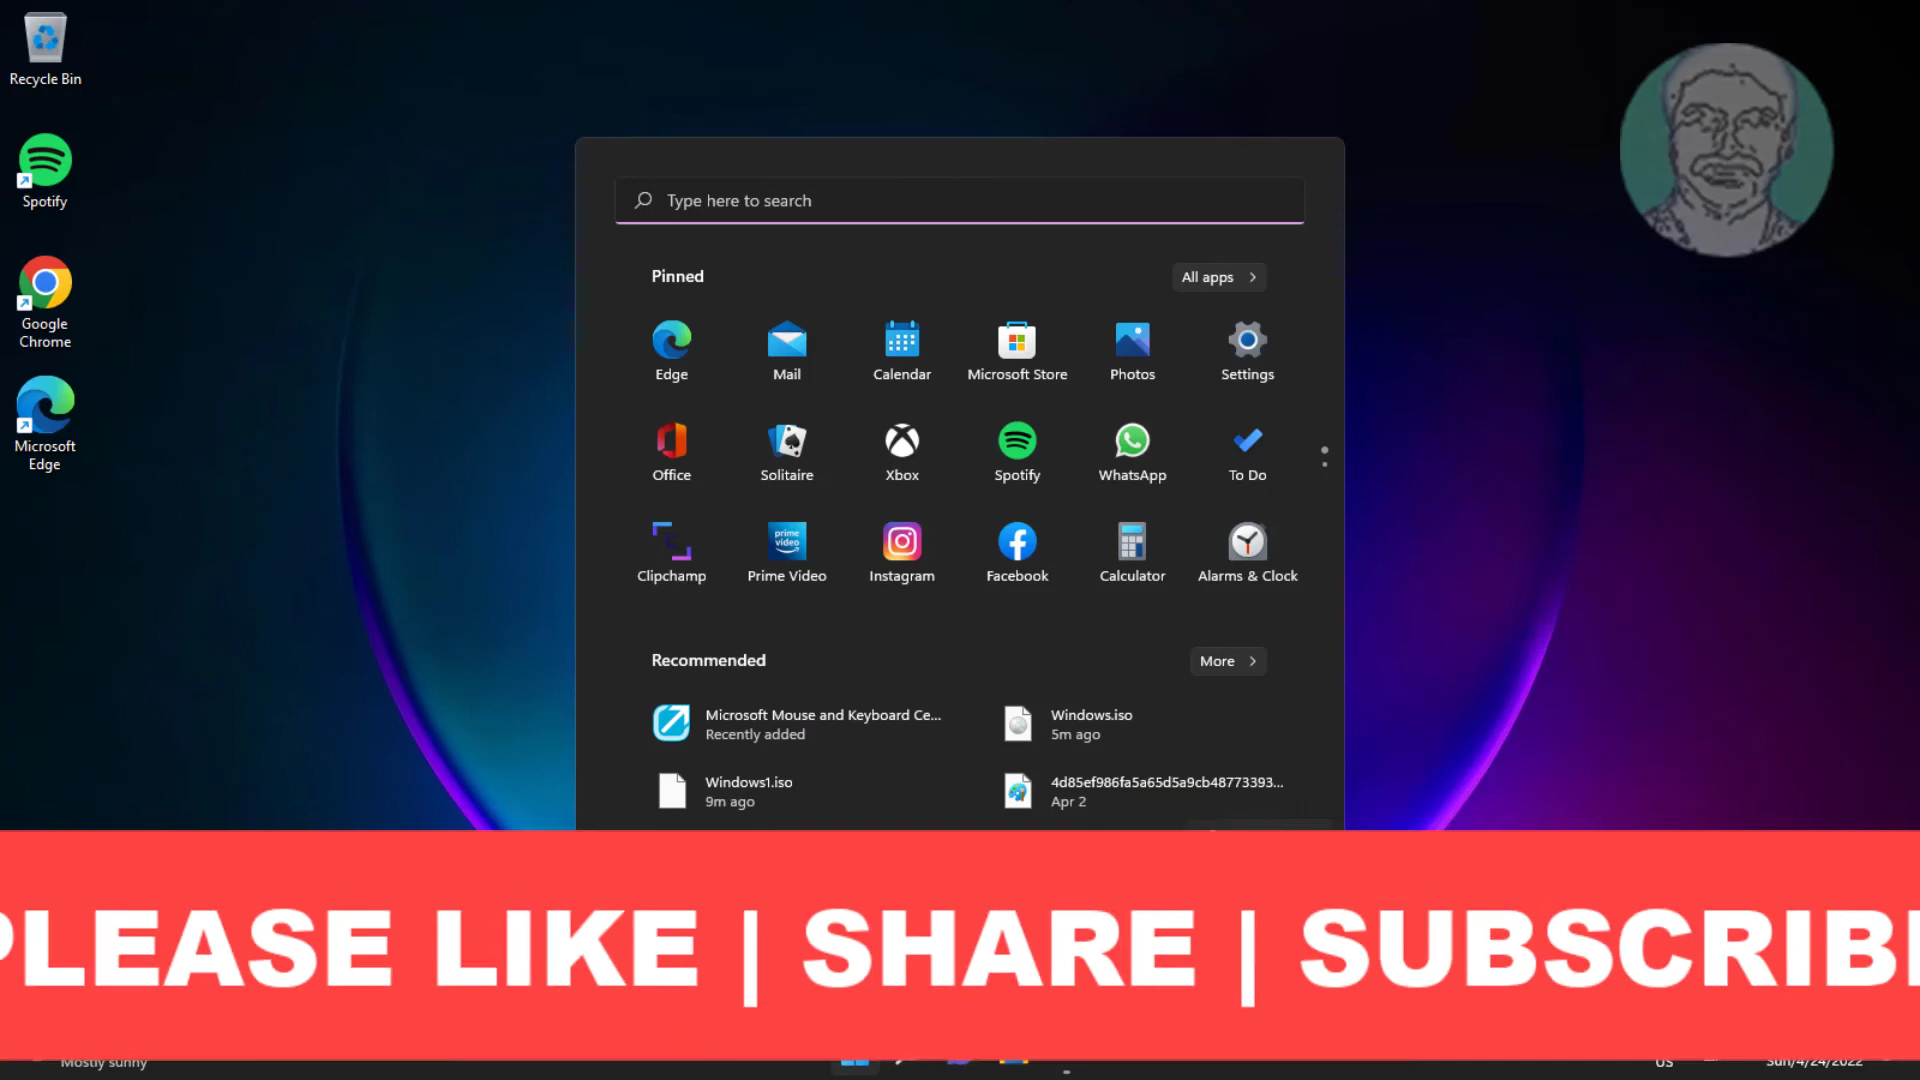 Recycle Bin
Spotify
Google
Chrome
Microsoft
Edge
Type here to search
Pinned
All apps
Edge
Mail
Calendar
Microsoft Store
Photos
Settings
Office
Solitaire
Xbox
Spotify
WhatsApp
To Do
Clipchamp
prime
video
Prime Video
Instagram
Facebook
Calculator
Alarms & Clock
Recommended
More
Microsoft Mouse and Keyboard Ce...
Recently added
Windows.iso
5m ago
Windows1.iso
9m ago
4d85ef986fa5a65d5a9cb48773393...
Apr 2
PLEASE LIKE | SHARE | SUBSCRIBE
Mostly sunny
US
Sun/4/24/2022